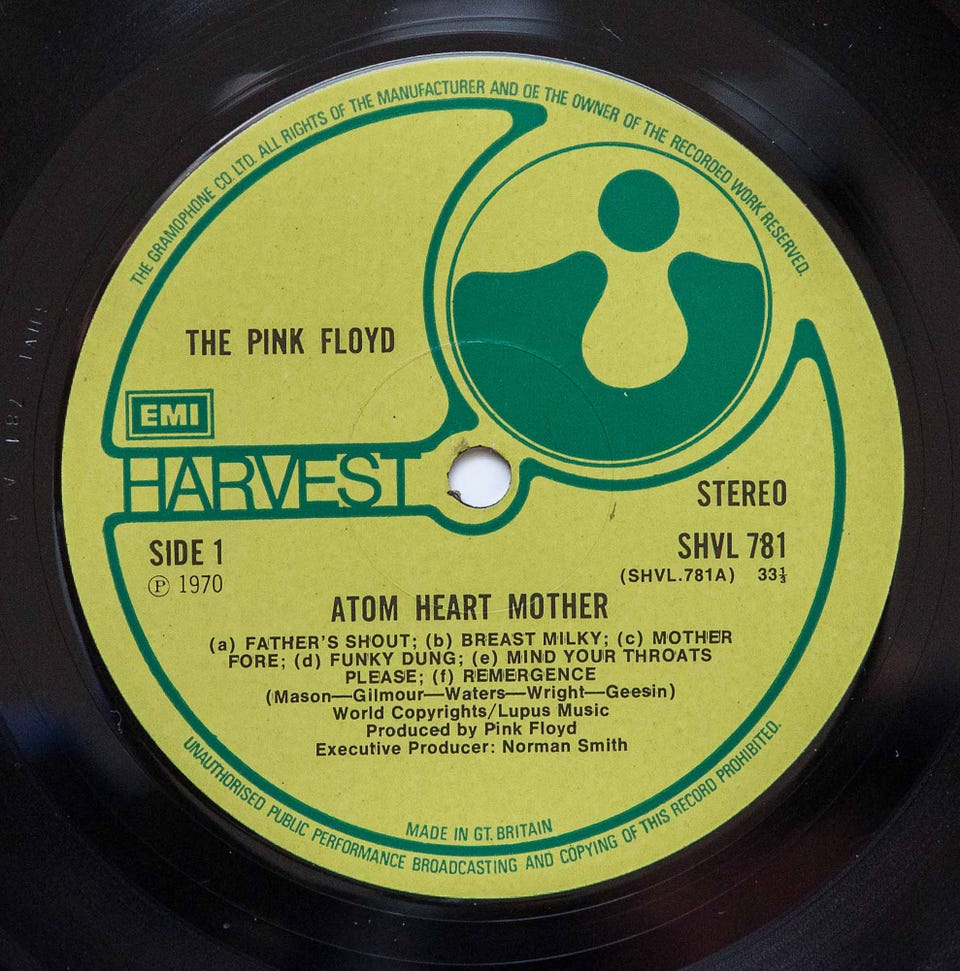 THE GRAMOPHONE CO. LTD. ALL RIGHTS OF THE MANUFACTURER AND OE THE OWNER OF THE RECORDED WORK RESERVED.
THE PINK FLOYD
EMI
HARVEST
STEREO
SIDE 1
SHVL 781
Ⓟ 1970
(SHVL.781A) 33⅓
ATOM HEART MOTHER
(a) FATHER'S SHOUT; (b) BREAST MILKY; (c) MOTHER
FORE; (d) FUNKY DUNG; (e) MIND YOUR THROATS
PLEASE; (f) REMERGENCE
(Mason—Gilmour—Waters—Wright—Geesin)
World Copyrights/Lupus Music
Produced by Pink Floyd
Executive Producer: Norman Smith
MADE IN GT. BRITAIN
UNAUTHORISED PUBLIC PERFORMANCE BROADCASTING AND COPYING OF THIS RECORD PROHIBITED.